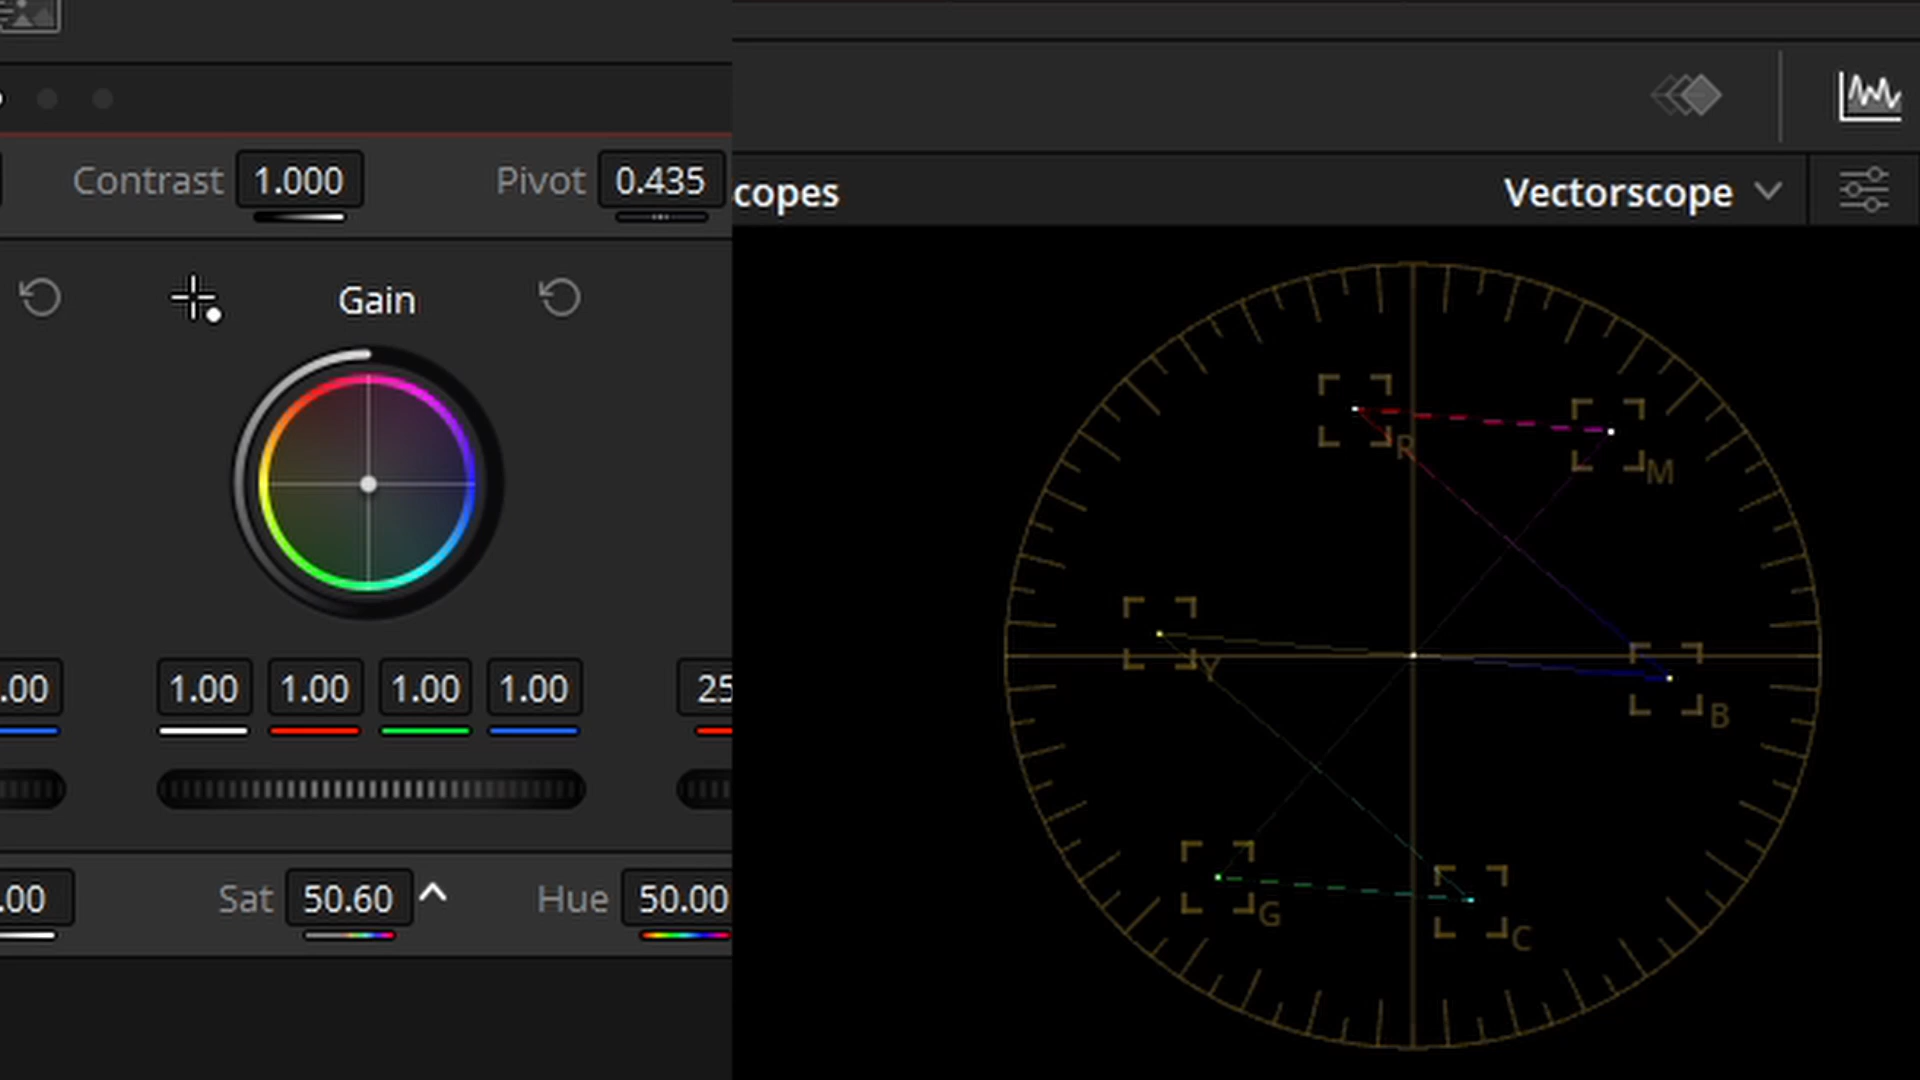 Contrast 1.000 Pivot 0.435
copes Vectorscope
Gain
.00 1.00 1.00 1.00 1.00 25
.00 Sat 50.60 Hue 50.00
R
M
Y
B
G
C